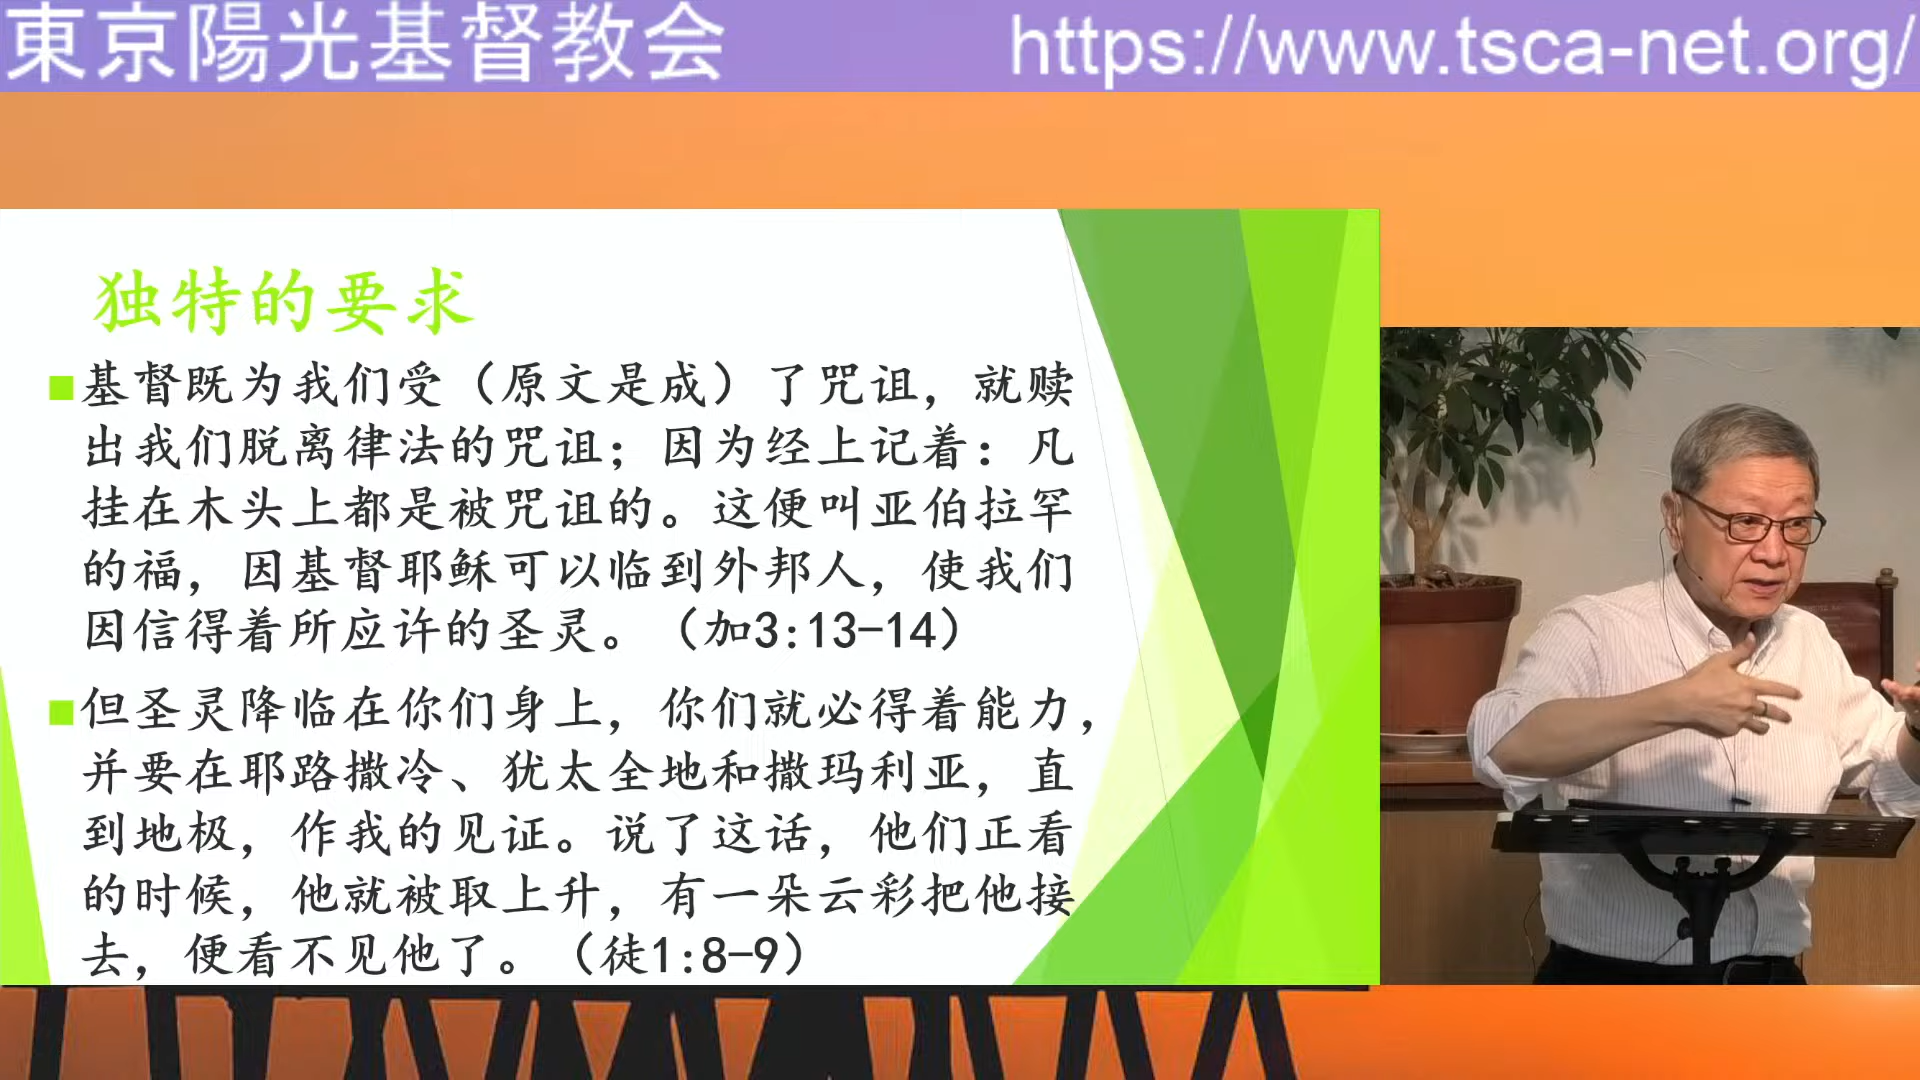 東京陽光基督教会
https://www.tsca-net.org/
独特的要求
基督既为我们受（原文是成）了咒诅，就赎
出我们脱离律法的咒诅；因为经上记着：凡
挂在木头上都是被咒诅的。这便叫亚伯拉罕
的福，因基督耶稣可以临到外邦人，使我们
因信得着所应许的圣灵。（加3:13-14）
但圣灵降临在你们身上，你们就必得着能力，
并要在耶路撒冷、犹太全地和撒玛利亚，直
到地极，作我的见证。说了这话，他们正看
的时候，他就被取上升，有一朵云彩把他接
去，便看不见他了。（徒1:8-9）